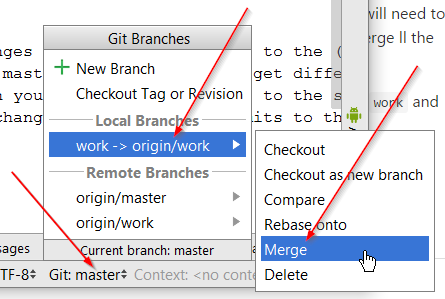 Git Branches
New Branch
Checkout Tag or Revision
Local Branches
work -> origin/work
Remote Branches
origin/master
origin/work
Current branch: master
Checkout
Checkout as new branch
Compare
Rebase onto
Merge
Delete
will need to
erge ll the
work and
ages
to the (
mast
get diffe
n you
to the s
chang
its to th
sages
TF-8
Git: master
Context: <no conte